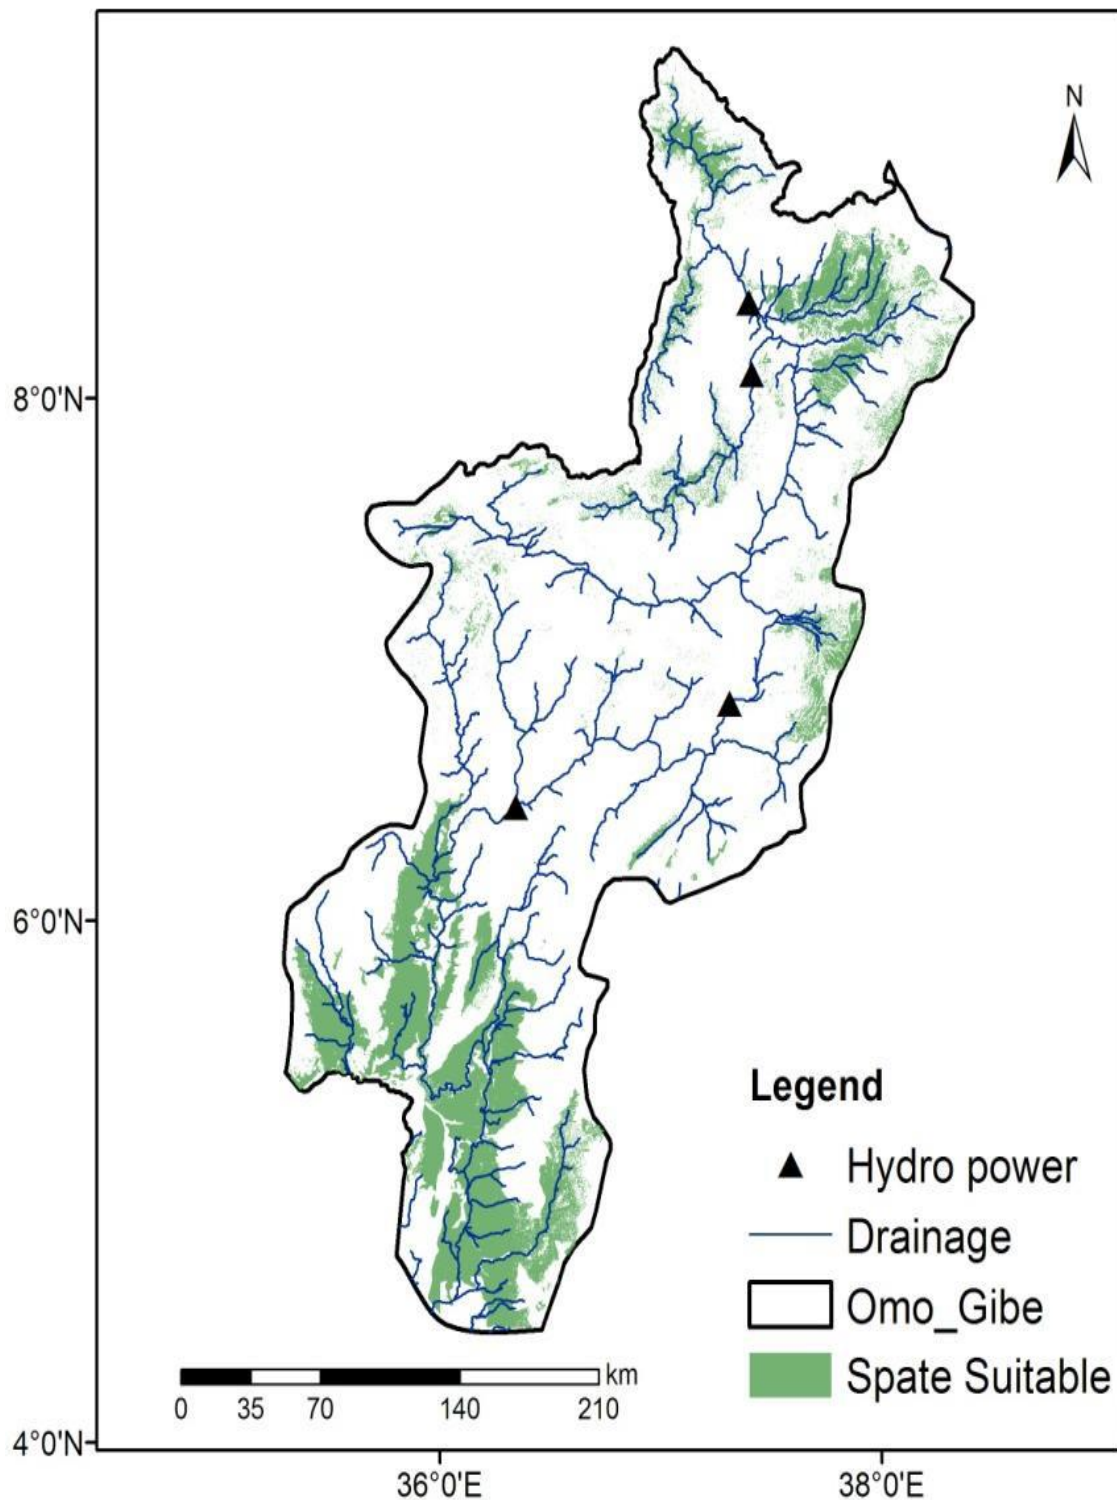 N
8°0'N
6°0'N
4°0'N
Legend
Hydro power
Drainage
Omo_Gibe
Spate Suitable
km
0 35 70 140 210
36°0'E 38°0'E